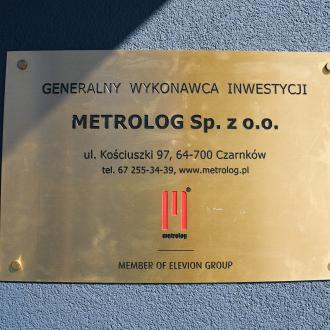 GENERALNY WYKONAWCA INWESTYCJI
METROLOG Sp. z o.o.
ul. Kościuszki 97, 64-700 Czarnków
tel. 67 255-34-39, www.metrolog.pl
®
metrolog
MEMBER OF ELEVION GROUP